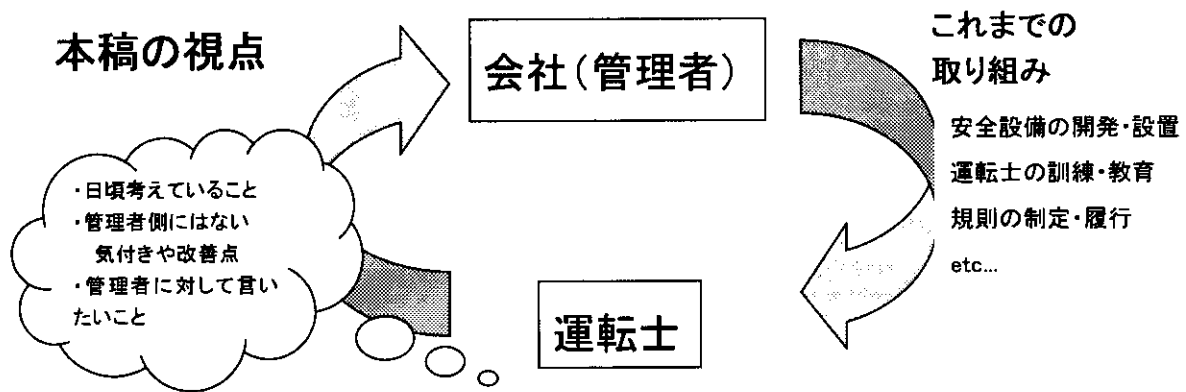 本稿の視点
会社(管理者)
これまでの
取り組み
安全設備の開発・設置
運転士の訓練・教育
規則の制定・履行
etc...
・日頃考えていること
・管理者側にはない
気付きや改善点
・管理者に対して言い
たいこと
運転士